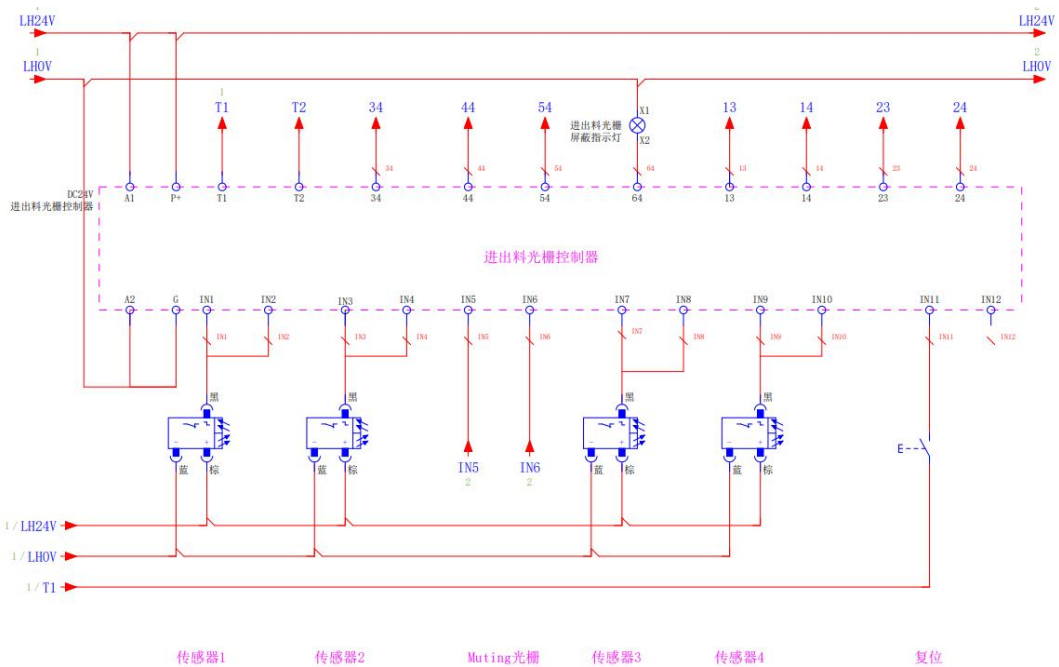 LH24V LH24V
1 2
LH0V LH0V
1
T1 T2 34 44 54 13 14 23 24
X1
进出料光栅
屏蔽指示灯
X2
34 44 54 64 13 14 23 24
DC24V
进出料光栅控制器
A1 P+ T1 T2 34 44 54 64 13 14 23 24
进出料光栅控制器
A2 G IN1 IN2 IN3 IN4 IN5 IN6 IN7 IN8 IN9 IN10 IN11 IN12
IN1 IN2 IN3 IN4 IN5 IN6 IN7 IN8 IN9 IN10 IN11 IN12
黑 黑 黑 黑
- + - + - + - +
E
蓝 棕 蓝 棕 IN5 IN6 蓝 棕 蓝 棕
2 2
1/LH24V
1/LH0V
1/T1
传感器1 传感器2 Muting光栅 传感器3 传感器4 复位